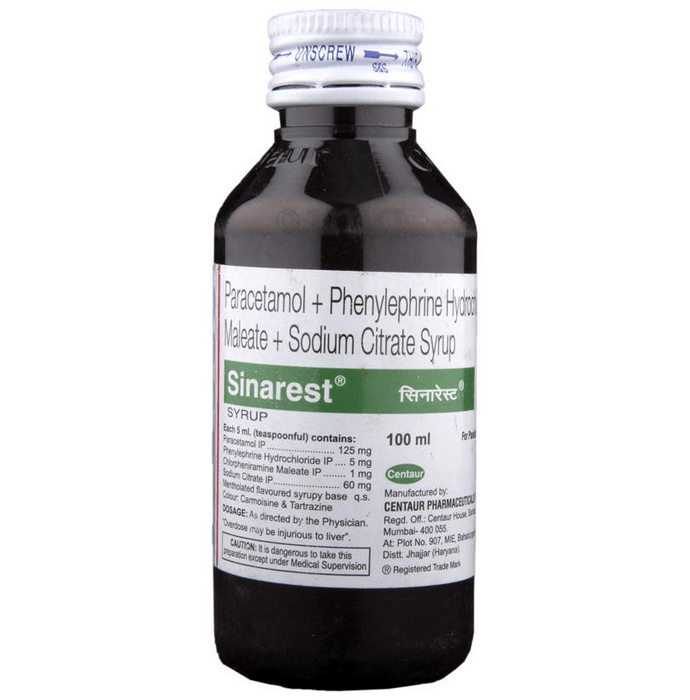 UNSCREW
S&S
Paracetamol + Phenylephrine
Maleate + Sodium Citrate Syrup
Sinarest®
सिनारेस्ट®
SYRUP
Each 5 ml. (teaspoonful) contains:
Paracetamol IP .......................... 125 mg
Phenylephrine Hydrochloride IP .... 5 mg
Chlorpheniramine Maleate IP ....... 1 mg
Sodium Citrate IP ....................... 60 mg
Mentholated flavoured syrupy base q.s.
Colour: Carmoisine & Tartrazine
DOSAGE: As directed by the Physician.
"Overdose may be injurious to liver".
CAUTION: It is dangerous to take this
preparation except under Medical Supervision
100 ml
For
Centaur
Manufactured by:
CENTAUR PHARMACEUTICALS
Regd. Off.: Centaur House,
Mumbai- 400 055.
At: Plot No. 907, MIE,
Distt. Jhajjar (Haryana).
® Registered Trade Mark